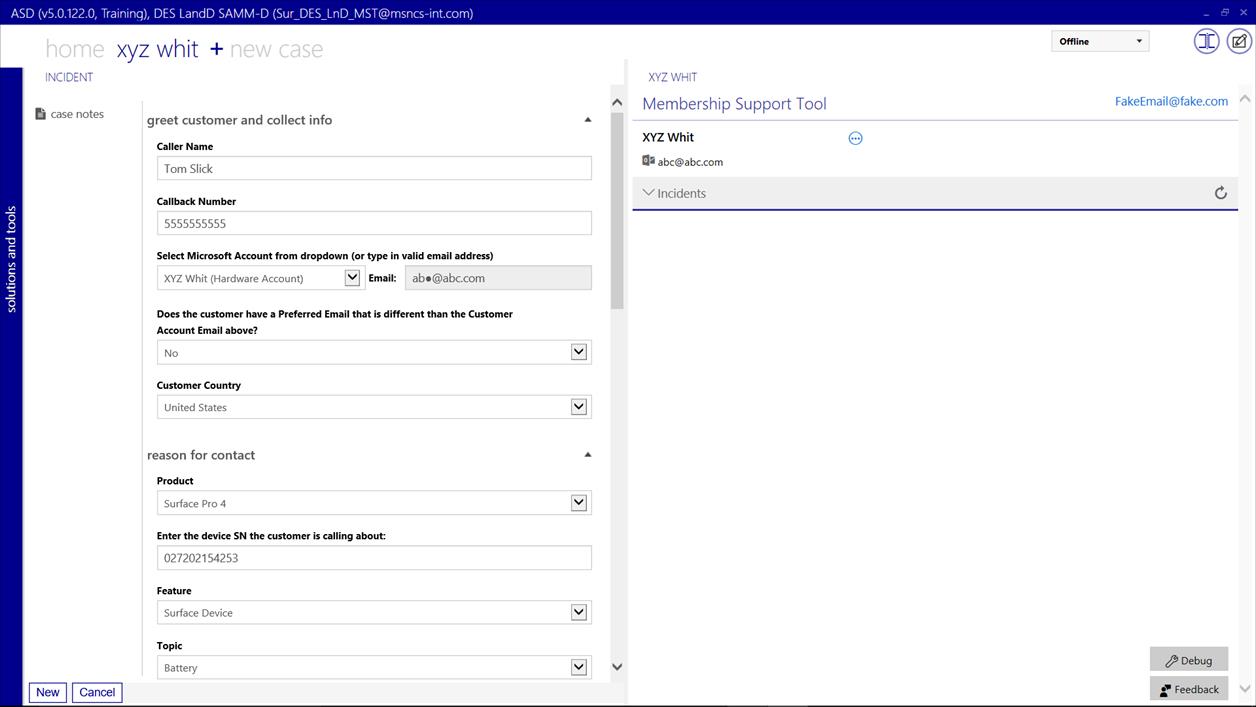 ASD (v5.0.122.0, Training), DES LandD SAMM-D (Sur_DES_LnD_MST@msncs-int.com)
home xyz whit + new case
Offline
INCIDENT
case notes
solutions and tools
greet customer and collect info
Caller Name
Tom Slick
Callback Number
5555555555
Select Microsoft Account from dropdown (or type in valid email address)
XYZ Whit (Hardware Account) Email: ab●@abc.com
Does the customer have a Preferred Email that is different than the Customer
Account Email above?
No
Customer Country
United States
reason for contact
Product
Surface Pro 4
Enter the device SN the customer is calling about:
027202154253
Feature
Surface Device
Topic
Battery
New Cancel
XYZ WHIT
Membership Support Tool FakeEmail@fake.com
XYZ Whit
abc@abc.com
Incidents
Debug
Feedback